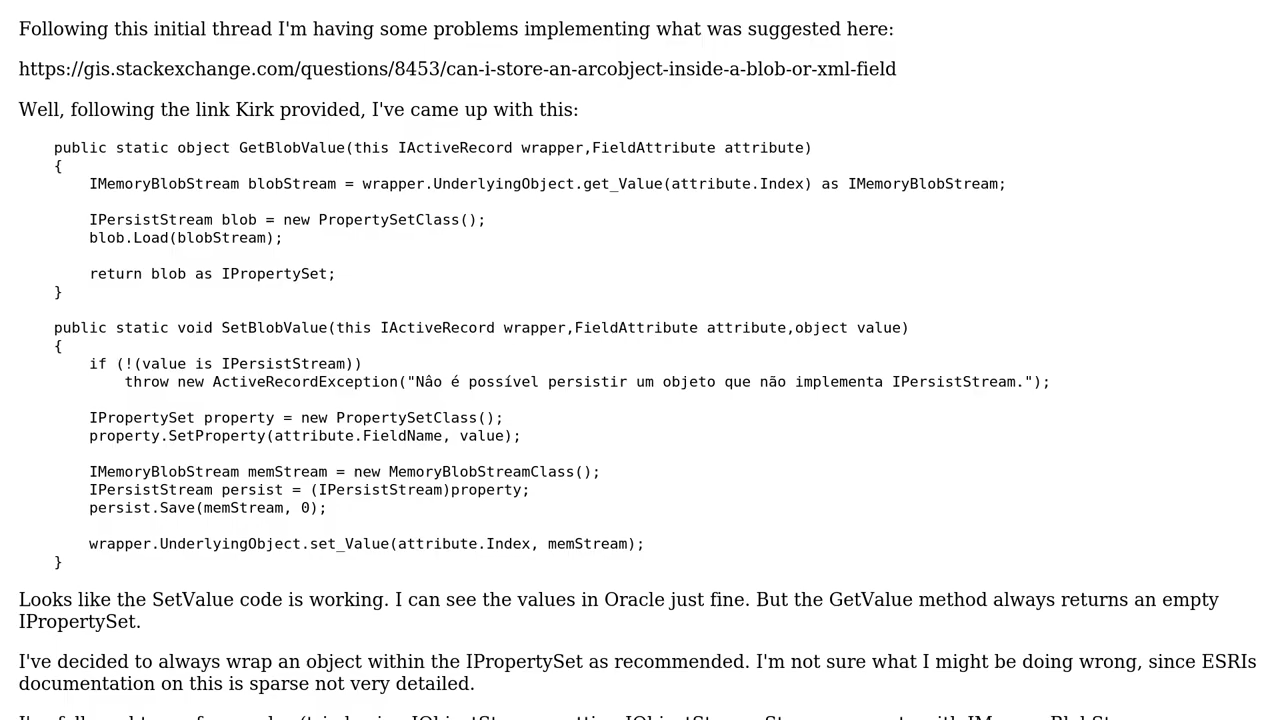 Following this initial thread I'm having some problems implementing what was suggested here:
https://gis.stackexchange.com/questions/8453/can-i-store-an-arcobject-inside-a-blob-or-xml-field
Well, following the link Kirk provided, I've came up with this:
public static object GetBlobValue(this IActiveRecord wrapper,FieldAttribute attribute)
{
IMemoryBlobStream blobStream = wrapper.UnderlyingObject.get_Value(attribute.Index) as IMemoryBlobStream;
IPersistStream blob = new PropertySetClass();
blob.Load(blobStream);
return blob as IPropertySet;
}
public static void SetBlobValue(this IActiveRecord wrapper,FieldAttribute attribute,object value)
{
if (!(value is IPersistStream))
throw new ActiveRecordException("Nâo é possível persistir um objeto que não implementa IPersistStream.");
IPropertySet property = new PropertySetClass();
property.SetProperty(attribute.FieldName, value);
IMemoryBlobStream memStream = new MemoryBlobStreamClass();
IPersistStream persist = (IPersistStream)property;
persist.Save(memStream, 0);
wrapper.UnderlyingObject.set_Value(attribute.Index, memStream);
}
Looks like the SetValue code is working. I can see the values in Oracle just fine. But the GetValue method always returns an empty
IPropertySet.
I've decided to always wrap an object within the IPropertySet as recommended. I'm not sure what I might be doing wrong, since ESRIs
documentation on this is sparse not very detailed.